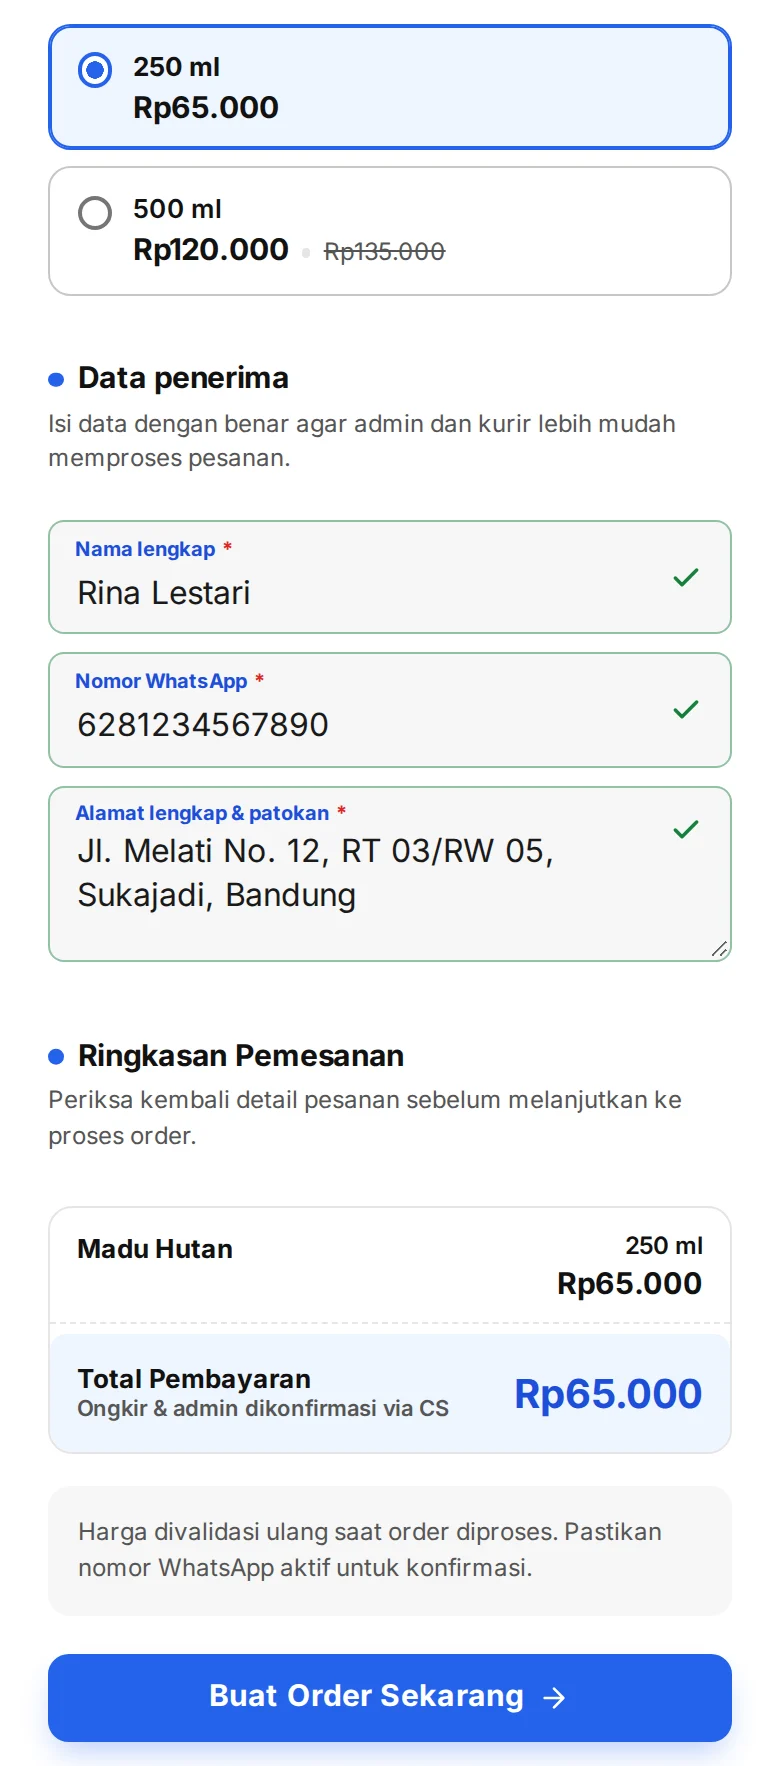 250 ml
Rp65.000
500 ml
Rp120.000 • Rp135.000
Data penerima
Isi data dengan benar agar admin dan kurir lebih mudah
memproses pesanan.
Nama lengkap *
Rina Lestari
Nomor WhatsApp *
6281234567890
Alamat lengkap & patokan *
Jl. Melati No. 12, RT 03/RW 05,
Sukajadi, Bandung
Ringkasan Pemesanan
Periksa kembali detail pesanan sebelum melanjutkan ke
proses order.
Madu Hutan
250 ml
Rp65.000
Total Pembayaran
Ongkir & admin dikonfirmasi via CS
Rp65.000
Harga divalidasi ulang saat order diproses. Pastikan
nomor WhatsApp aktif untuk konfirmasi.
Buat Order Sekarang →